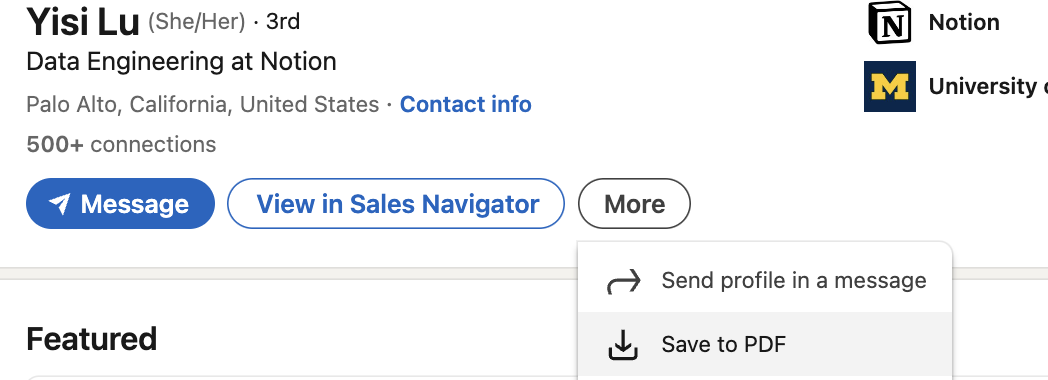 Yisi Lu (She/Her) · 3rd
Data Engineering at Notion
Palo Alto, California, United States · Contact info
500+ connections
Message
View in Sales Navigator
More
Send profile in a message
Save to PDF
Featured
N Notion
M University